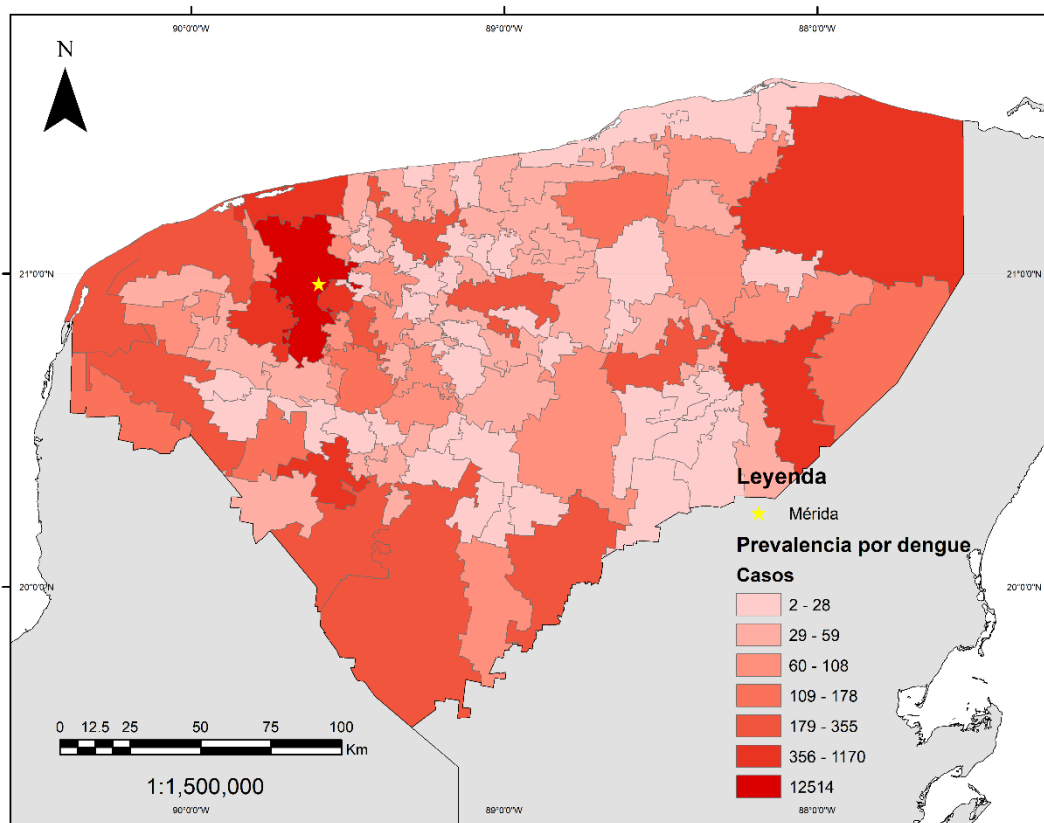 90°0'0"W 89°0'0"W 88°0'0"W
N
21°0'0"N 21°0'0"N
Leyenda
Mérida
Prevalencia por dengue
Casos
20°0'0"N 20°0'0"N
2 - 28
29 - 59
60 - 108
109 - 178
179 - 355
356 - 1170
12514
0 12.5 25 50 75 100
Km
1:1,500,000
90°0'0"W 89°0'0"W 88°0'0"W